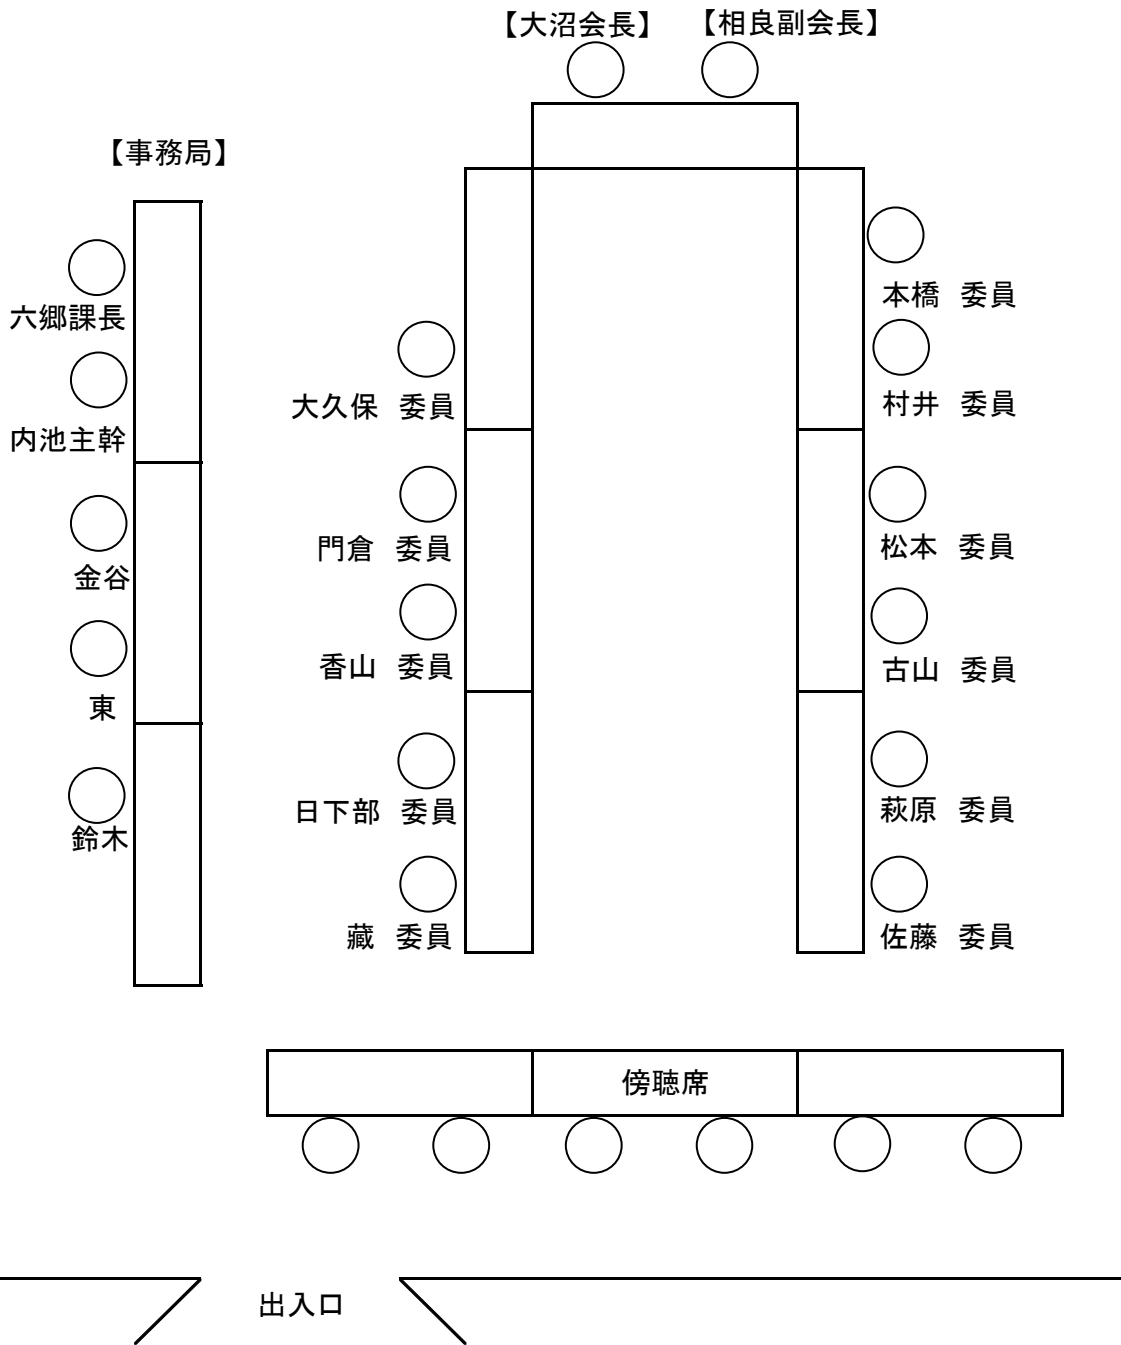 【大沼会長】 【相良副会長】
【事務局】
六郷課長
内池主幹
金谷
東
鈴木
大久保 委員
門倉 委員
香山 委員
日下部 委員
藏 委員
本橋 委員
村井 委員
松本 委員
古山 委員
萩原 委員
佐藤 委員
傍聴席
出入口